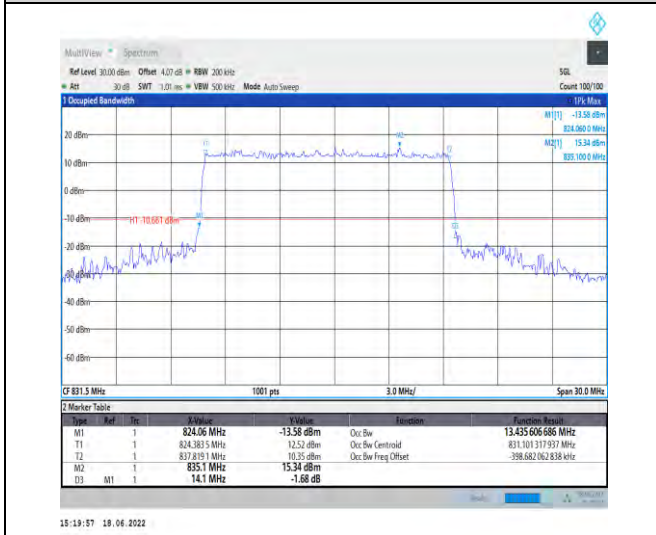 MultiView Spectrum
Ref Level 30.00 dBm Offset 4.07 dB RBW 200 kHz SGL
Att 30 dB SWT 1.01 ms VBW 500 kHz Mode Auto Sweep Count 100/100
1 Occupied Bandwidth 1Pk Max
M1[1] -13.58 dBm
824.060 0 MHz
M2[1] 15.34 dBm
835.100 0 MHz
20 dBm
10 dBm
0 dBm
-10 dBm
H1 -10.661 dBm
-20 dBm
-30 dBm
-40 dBm
-50 dBm
-60 dBm
T1
M2
T2
M1
D3
CF 831.5 MHz 1001 pts 3.0 MHz/ Span 30.0 MHz
2 Marker Table
Type Ref Trc X-Value Y-Value Function Function Result
M1 1 824.06 MHz -13.58 dBm Occ Bw 13.435 606 686 MHz
T1 1 824.383 5 MHz 12.52 dBm Occ Bw Centroid 831.101 317 937 MHz
T2 1 837.819 1 MHz 10.35 dBm Occ Bw Freq Offset -398.682 062 838 kHz
M2 1 835.1 MHz 15.34 dBm
D3 M1 1 14.1 MHz -1.68 dB
15:19:57 18.06.2022